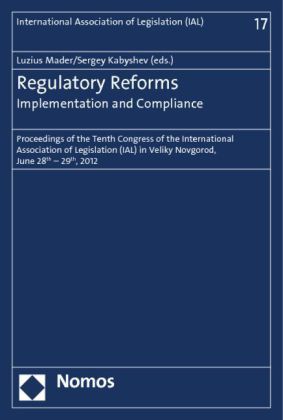 International Association of Legislation (IAL)
17
Luzius Mader/Sergey Kabyshev (eds.)
Regulatory Reforms
Implementation and Compliance
Proceedings of the Tenth Congress of the International
Association of Legislation (IAL) in Veliky Novgorod,
June 28th – 29th, 2012
Nomos